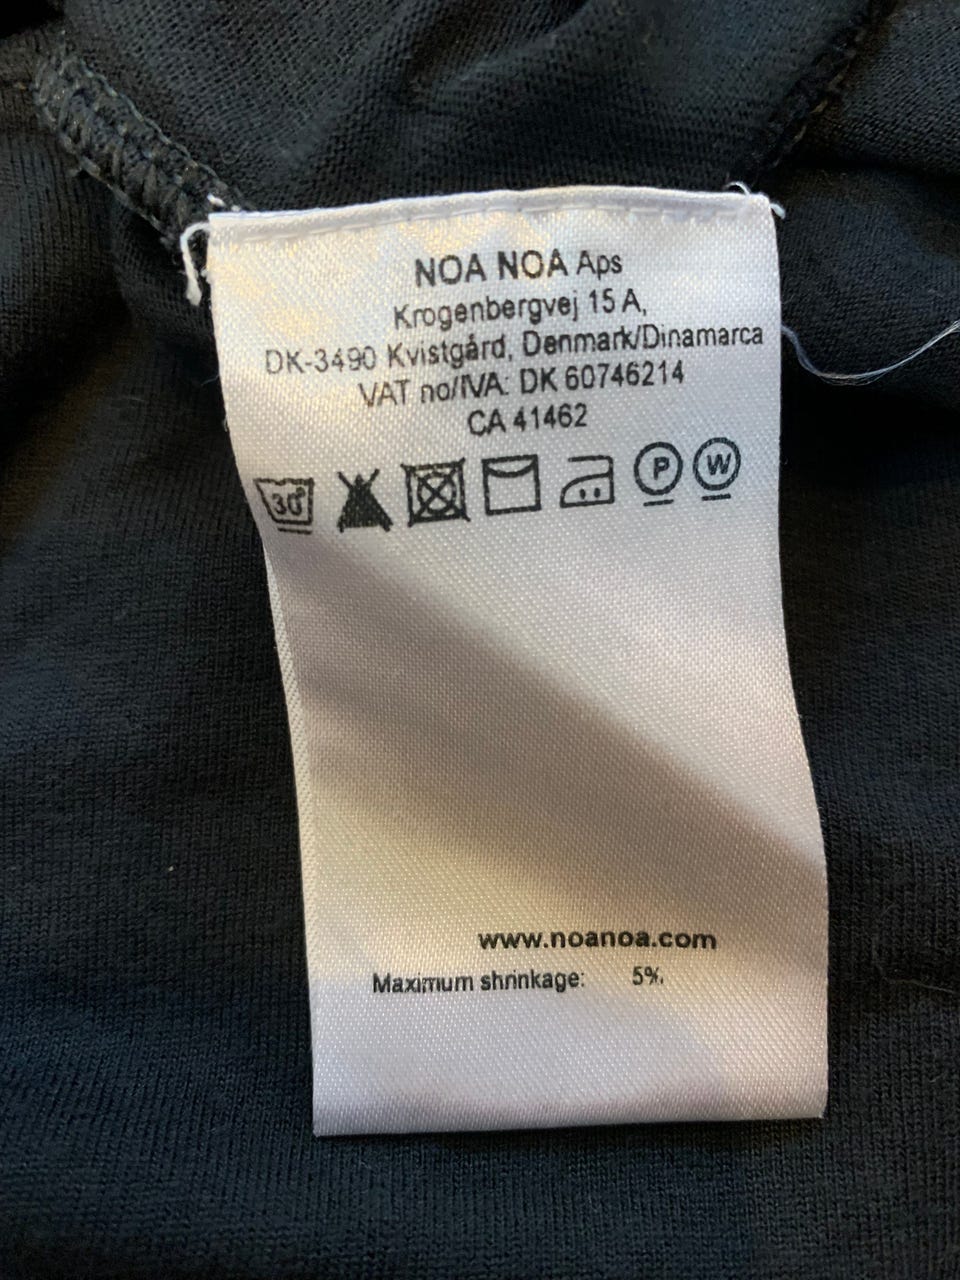 NOA NOA Aps
Krogenbergvej 15 A,
DK-3490 Kvistgård, Denmark/Dinamarca
VAT no/IVA: DK 60746214
CA 41462
30° P W
www.noanoa.com
Maximum shrinkage: 5%